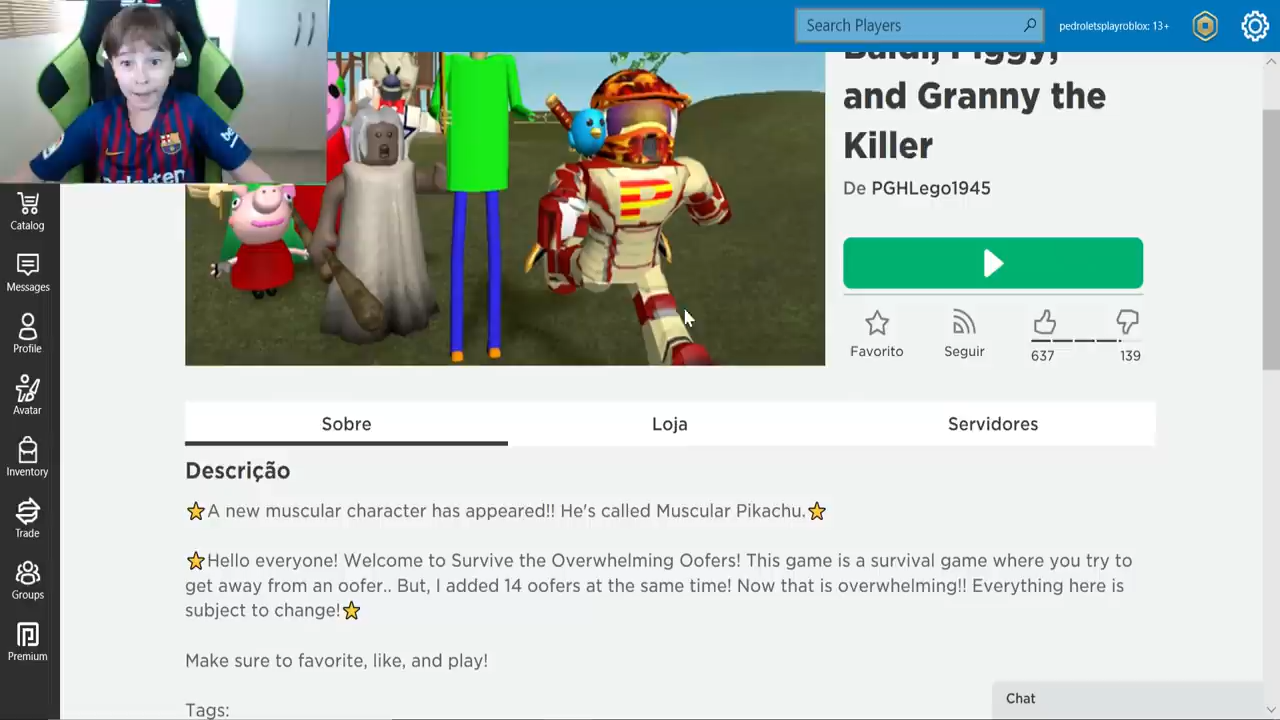 Search Players
pedroletsplayroblox: 13+
Baldi, Piggy,
and Granny the
Killer
De PGHLego1945
Catalog
Messages
Profile
Avatar
Inventory
Trade
Groups
Premium
P
Favorito
Seguir
637
139
Sobre
Loja
Servidores
Descrição
A new muscular character has appeared!! He's called Muscular Pikachu.
Hello everyone! Welcome to Survive the Overwhelming Oofers! This game is a survival game where you try to
get away from an oofer.. But, I added 14 oofers at the same time! Now that is overwhelming!! Everything here is
subject to change!
Make sure to favorite, like, and play!
Tags:
Chat